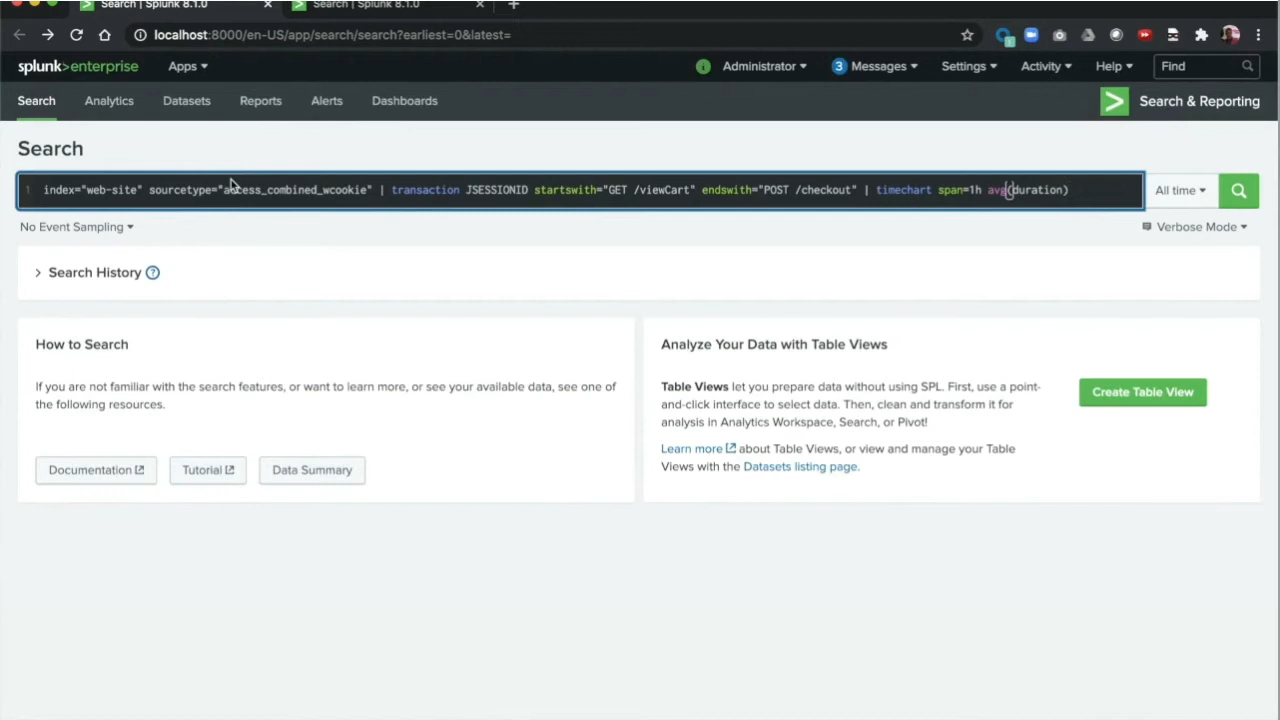 Search | Splunk 8.1.0
Search | Splunk 8.1.0
localhost:8000/en-US/app/search/search?earliest=0&latest=
splunk>enterprise Apps Administrator 3 Messages Settings Activity Help Find
Search Analytics Datasets Reports Alerts Dashboards Search & Reporting
Search
1 index="web-site" sourcetype="access_combined_wcookie" | transaction JSESSIONID startswith="GET /viewCart" endswith="POST /checkout" | timechart span=1h avg(duration) All time
No Event Sampling Verbose Mode
Search History ?
How to Search
If you are not familiar with the search features, or want to learn more, or see your available data, see one of
the following resources.
Documentation Tutorial Data Summary
Analyze Your Data with Table Views
Table Views let you prepare data without using SPL. First, use a point-
and-click interface to select data. Then, clean and transform it for
analysis in Analytics Workspace, Search, or Pivot!
Learn more about Table Views, or view and manage your Table
Views with the Datasets listing page.
Create Table View